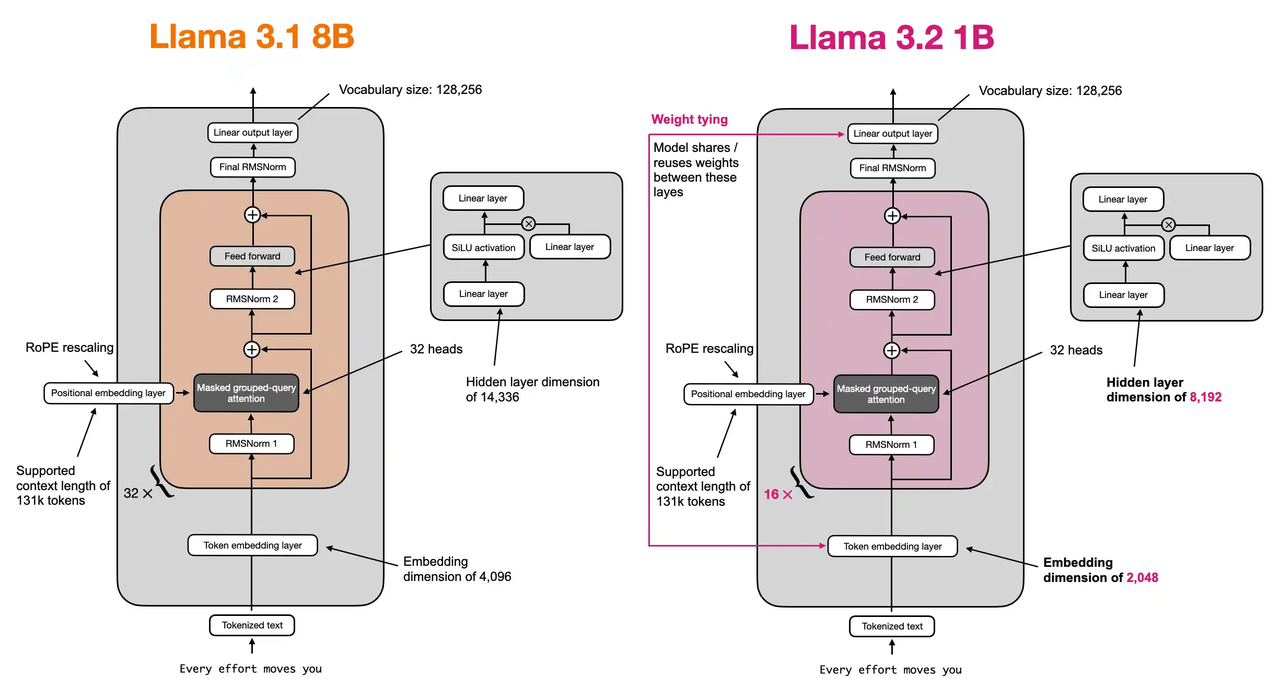 Llama 3.1 8B
Vocabulary size: 128,256
Linear output layer
Final RMSNorm
Linear layer
SiLU activation
Linear layer
Linear layer
Feed forward
RMSNorm 2
RoPE rescaling
32 heads
Positional embedding layer
Masked grouped-query
attention
Hidden layer dimension
of 14,336
RMSNorm 1
Supported
context length of
131k tokens
32 ×
Token embedding layer
Embedding
dimension of 4,096
Tokenized text
Every effort moves you
Llama 3.2 1B
Vocabulary size: 128,256
Weight tying
Linear output layer
Model shares /
reuses weights
between these
layes
Final RMSNorm
Linear layer
SiLU activation
Linear layer
Linear layer
Feed forward
RMSNorm 2
RoPE rescaling
32 heads
Positional embedding layer
Masked grouped-query
attention
Hidden layer
dimension of 8,192
RMSNorm 1
Supported
context length of
131k tokens
16 ×
Token embedding layer
Embedding
dimension of 2,048
Tokenized text
Every effort moves you